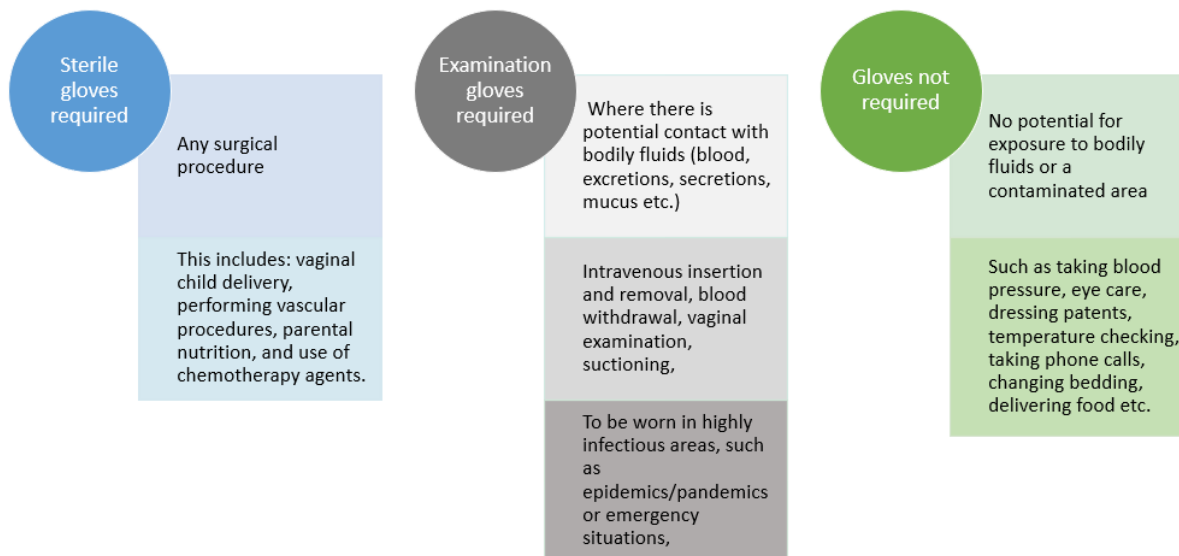 Sterile
gloves
required
Any surgical
procedure
This includes: vaginal
child delivery,
performing vascular
procedures, parental
nutrition, and use of
chemotherapy agents.
Examination
gloves
required
Where there is
potential contact with
bodily fluids (blood,
excretions, secretions,
mucus etc.)
Intravenous insertion
and removal, blood
withdrawal, vaginal
examination,
suctioning,
To be worn in highly
infectious areas, such
as
epidemics/pandemics
or emergency
situations,
Gloves not
required
No potential for
exposure to bodily
fluids or a
contaminated area
Such as taking blood
pressure, eye care,
dressing patents,
temperature checking,
taking phone calls,
changing bedding,
delivering food etc.